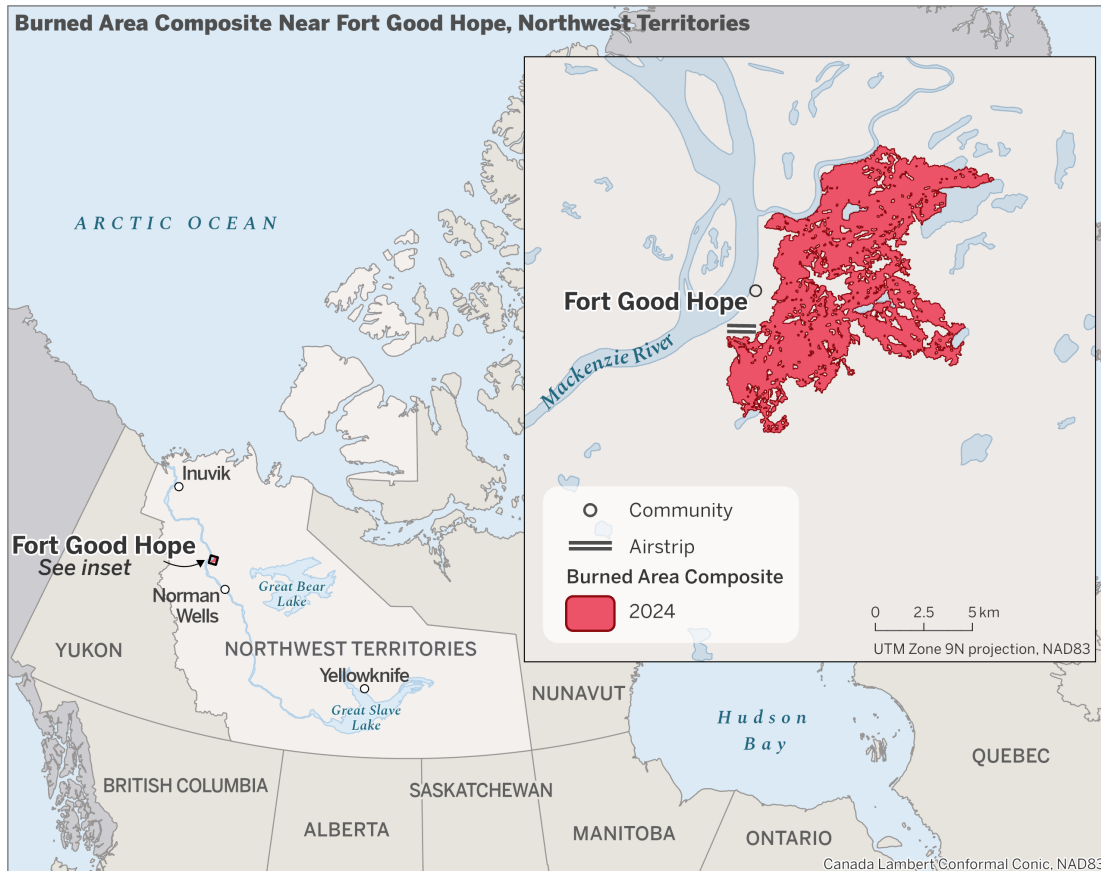 Burned Area Composite Near Fort Good Hope, Northwest Territories
ARCTIC OCEAN
Fort Good Hope
Mackenzie River
Community
Airstrip
Burned Area Composite
2024
0 2.5 5 km
UTM Zone 9N projection, NAD83
Inuvik
Fort Good Hope
See inset
Norman
Wells
Great Bear
Lake
YUKON
NORTHWEST TERRITORIES
Yellowknife
Great Slave
Lake
NUNAVUT
Hudson
Bay
QUEBEC
BRITISH COLUMBIA
ALBERTA
SASKATCHEWAN
MANITOBA
ONTARIO
Canada Lambert Conformal Conic, NAD83